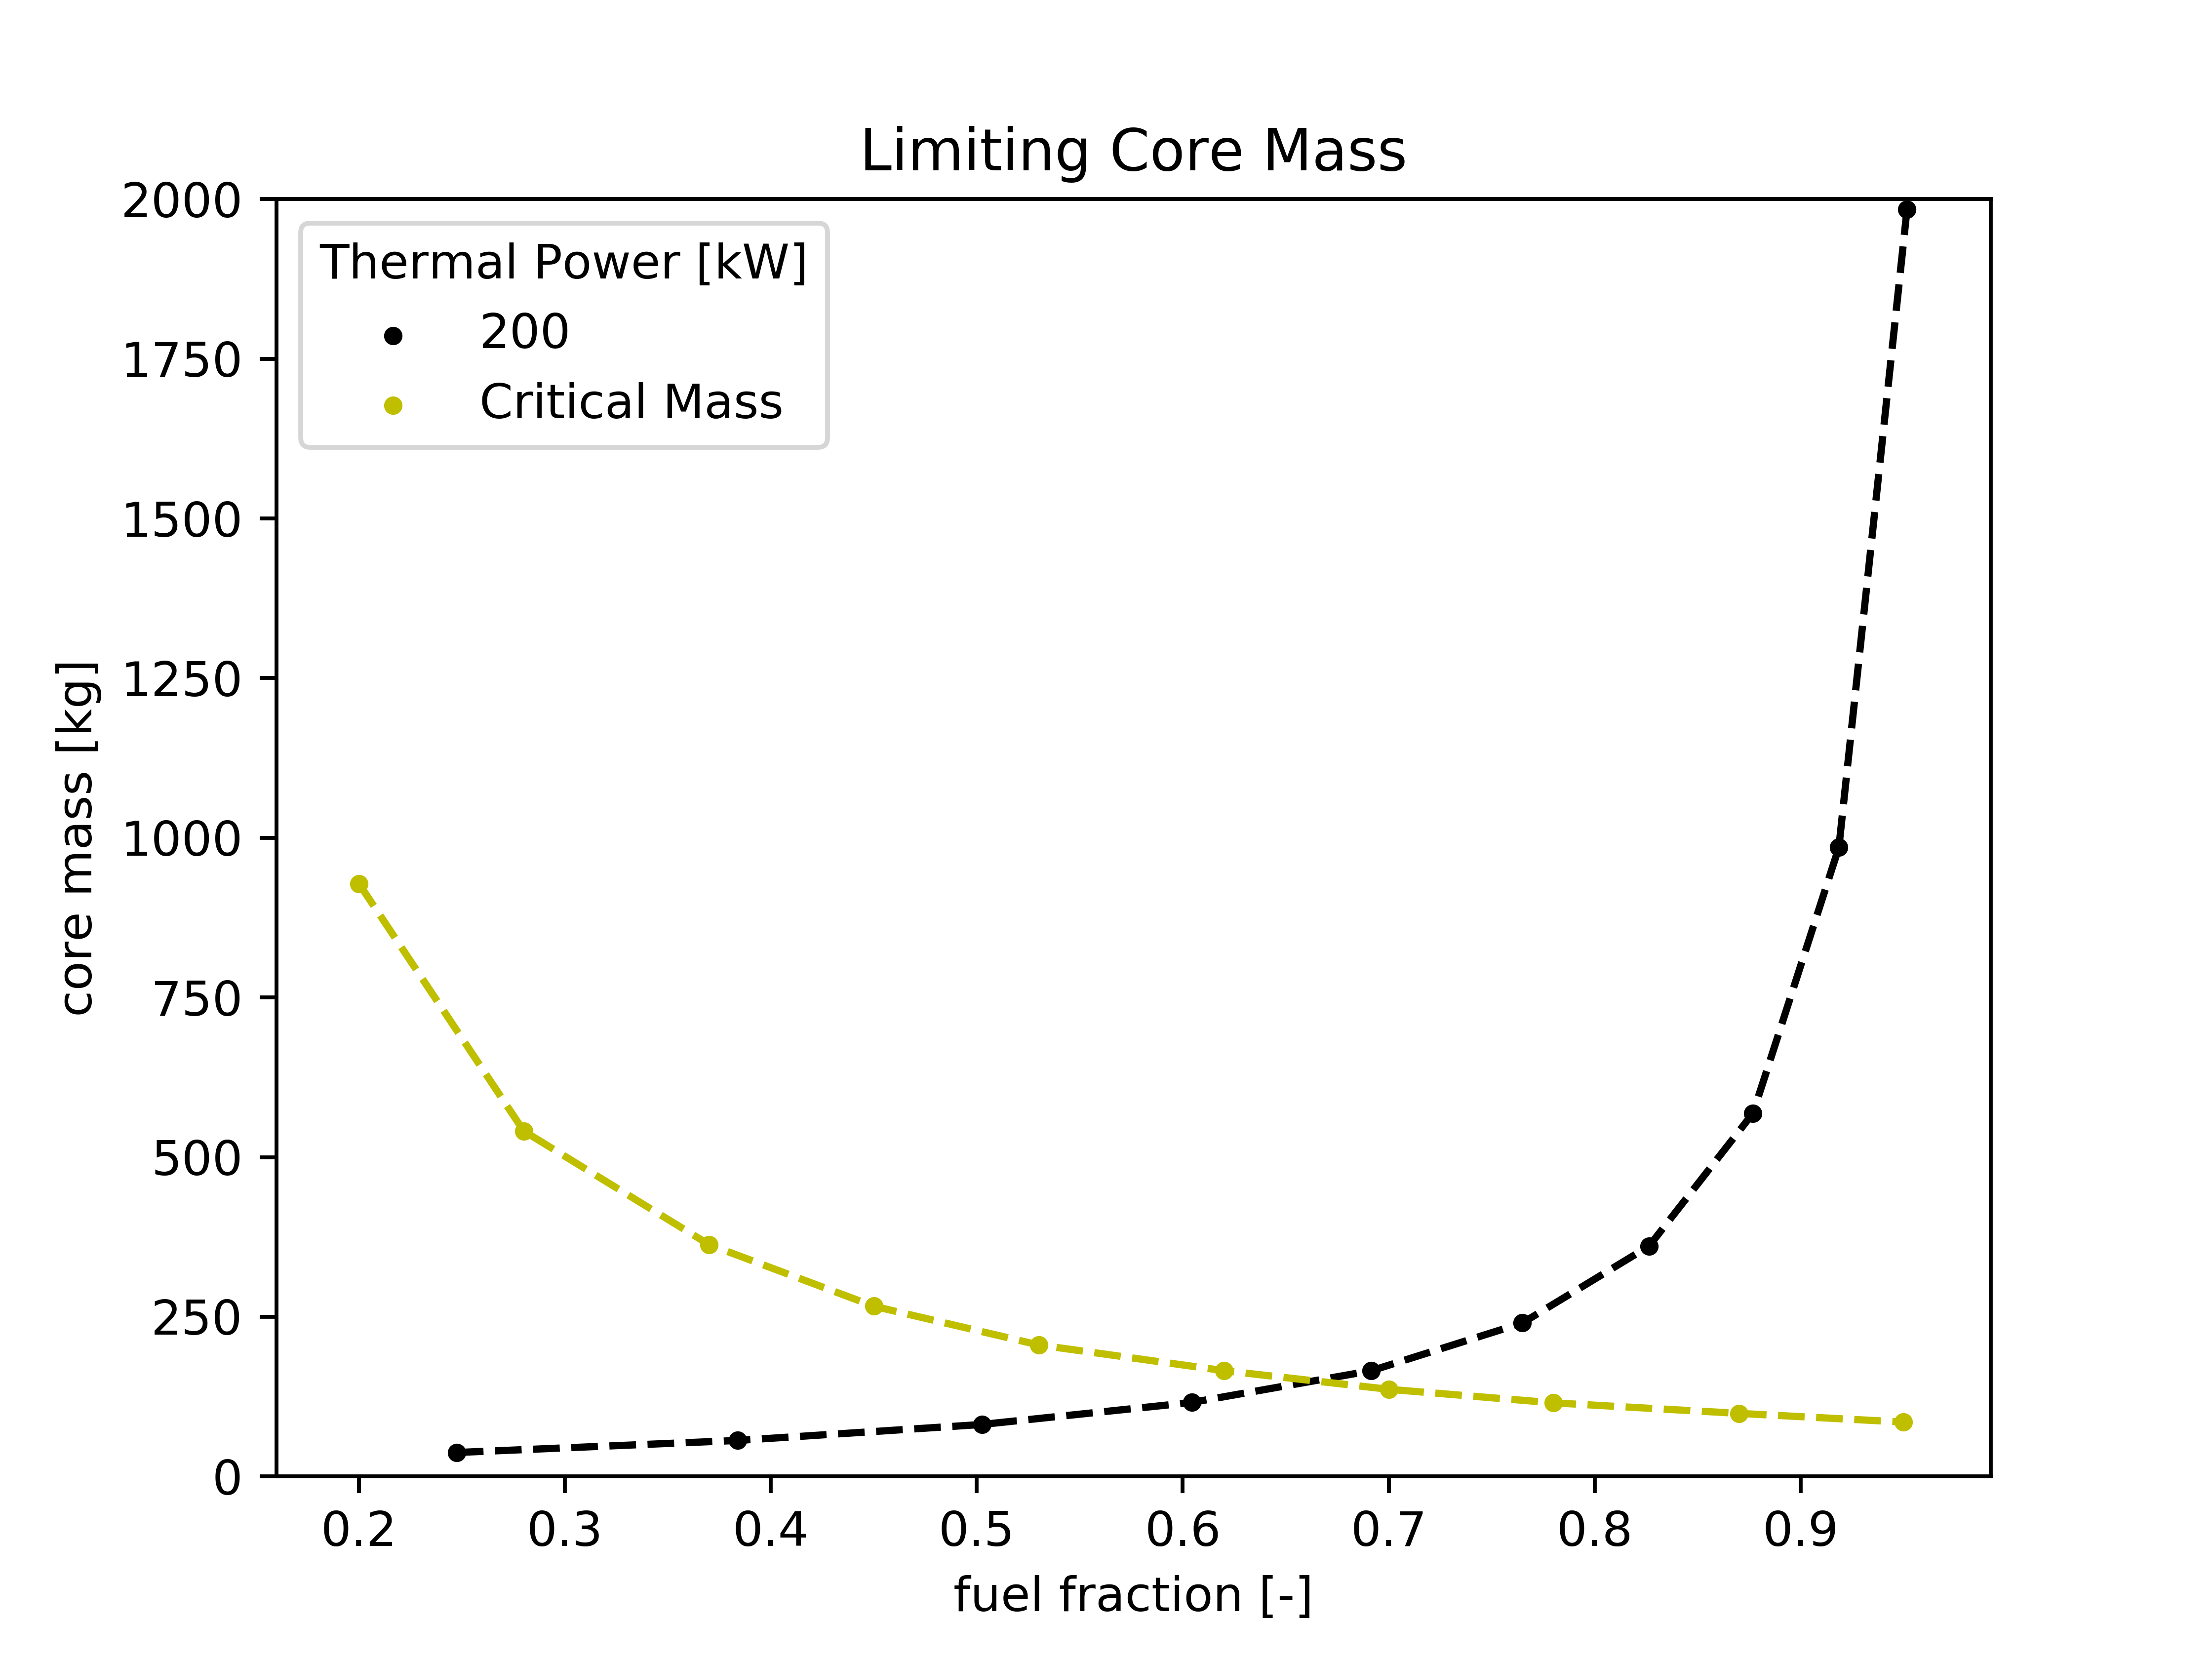 Limiting Core Mass
Thermal Power [kW]
200
Critical Mass
core mass [kg]
2000
1750
1500
1250
1000
750
500
250
0
0.2 0.3 0.4 0.5 0.6 0.7 0.8 0.9
fuel fraction [-]